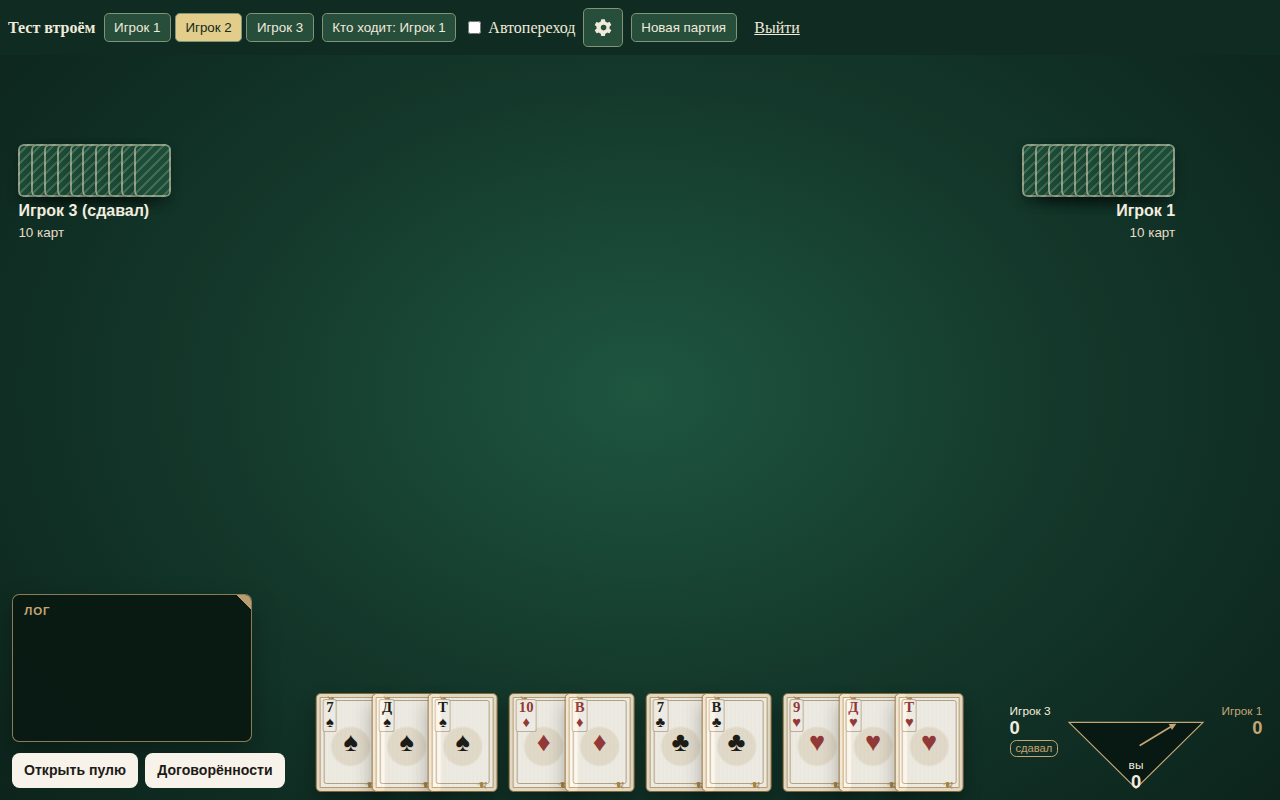 Тест втроём Игрок 1 Игрок 2 Игрок 3 Кто ходит: Игрок 1 Автопереход Новая партия Выйти
Игрок 3 (сдавал)
10 карт
Игрок 1
10 карт
ЛОГ
Открыть пулю Договорённости
7 Д Т 10 В 7 В 9 Д Т
Игрок 3
0
сдавал
Игрок 1
0
вы
0